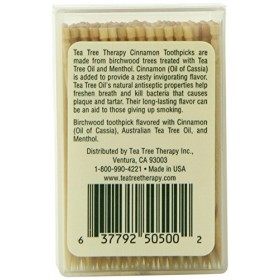 Tea Tree Therapy Cinnamon Toothpicks are
made from birchwood trees treated with Tea
Tree Oil and Menthol. Cinnamon (Oil of Cassia)
is added to provide a zesty invigorating flavor.
Tea Tree Oil's natural antiseptic properties help
freshen breath and kill bacteria that causes
plaque and tartar. Their long-lasting flavor can
be an aid to those giving up smoking.
Birchwood toothpick flavored with Cinnamon
(Oil of Cassia), Australian Tea Tree Oil, and
Menthol.
Distributed by Tea Tree Therapy Inc.,
Ventura, CA 93003
1-800-990-4221 • Made in USA
www.teatreetherapy.com
6 37792 50500 2